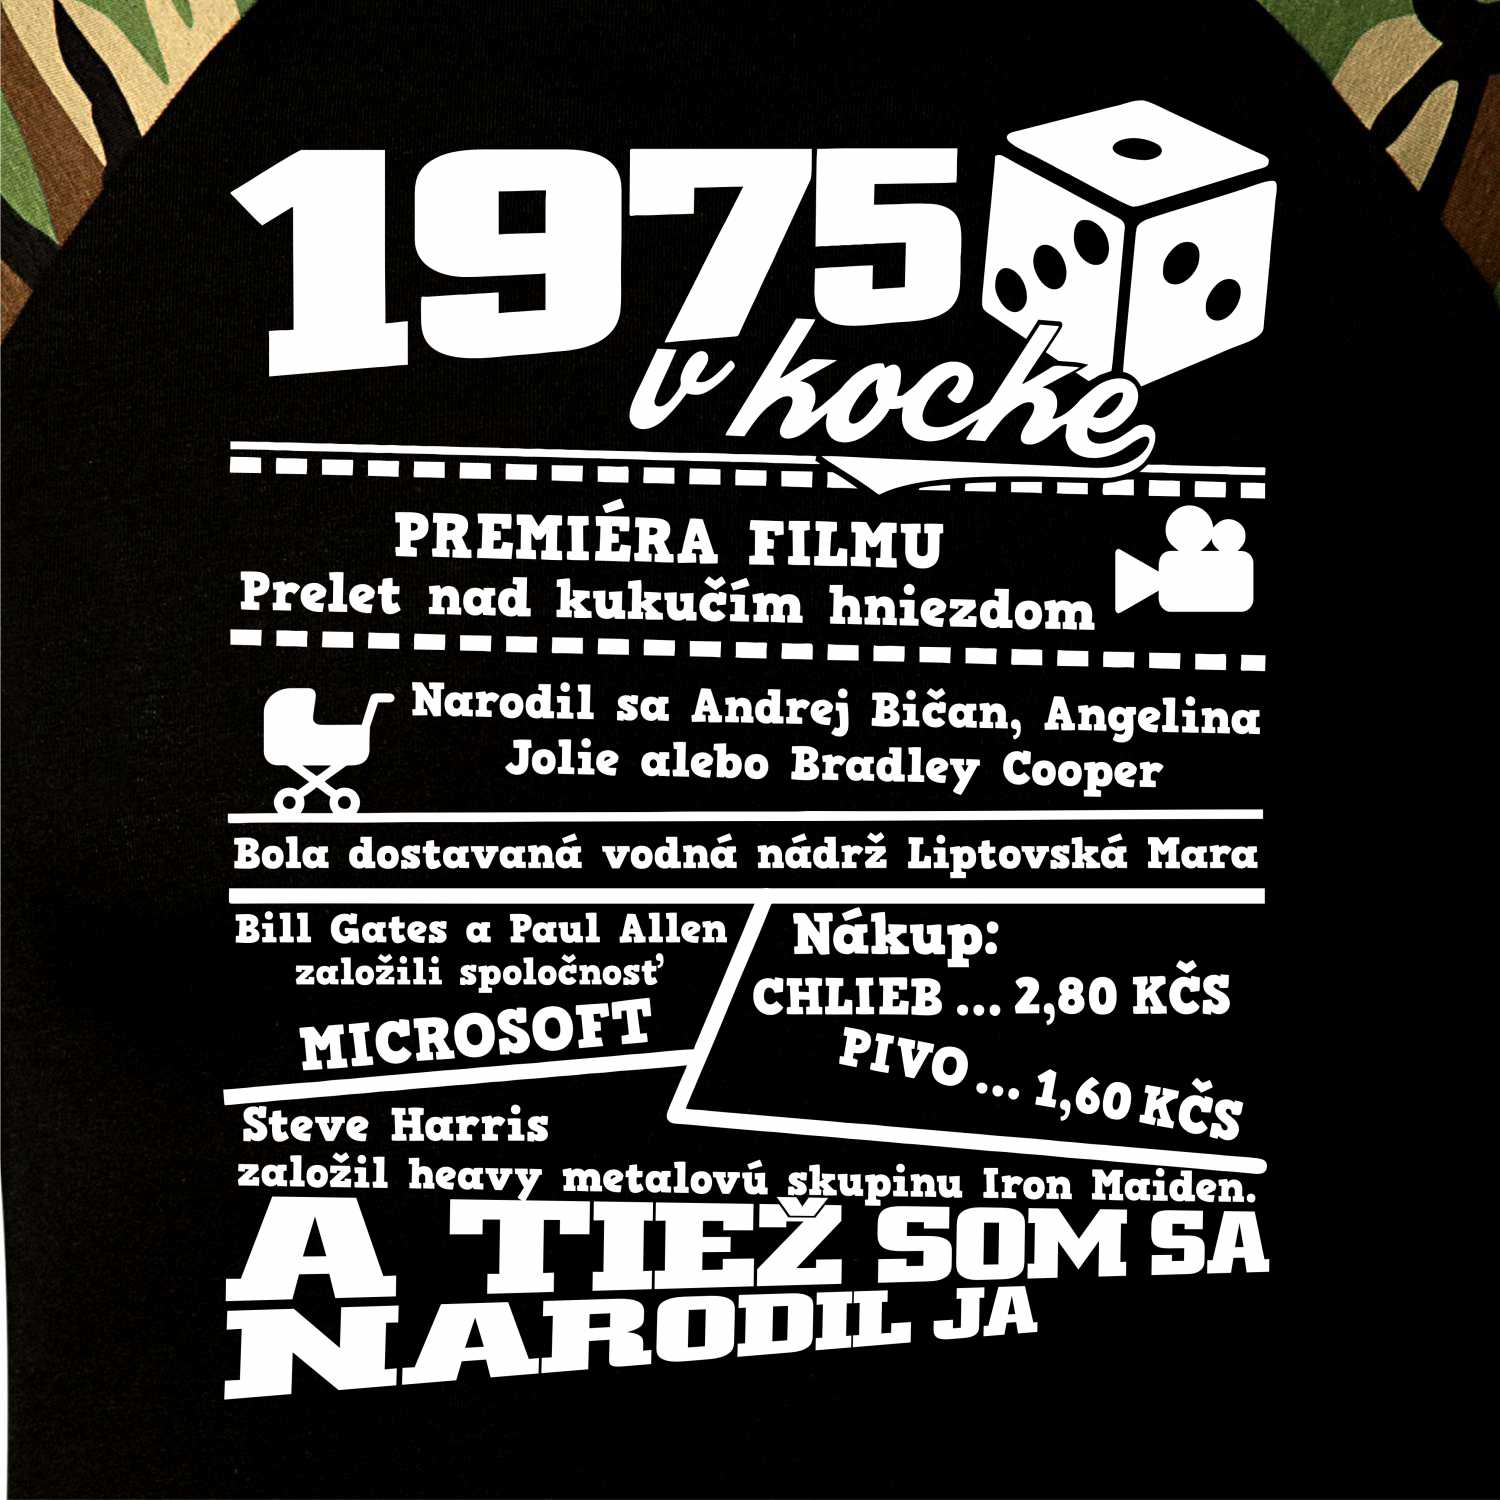 1975
v kocke
PREMIÉRA FILMU
Prelet nad kukučím hniezdom
Narodil sa Andrej Bičan, Angelina
Jolie alebo Bradley Cooper
Bola dostavaná vodná nádrž Liptovská Mara
Bill Gates a Paul Allen
založili spoločnosť
MICROSOFT
Nákup:
CHLIEB ... 2,80 KČS
PIVO ... 1,60 KČS
Steve Harris
založil heavy metalovú skupinu Iron Maiden.
A TIEŽ SOM SA
NARODIL JA